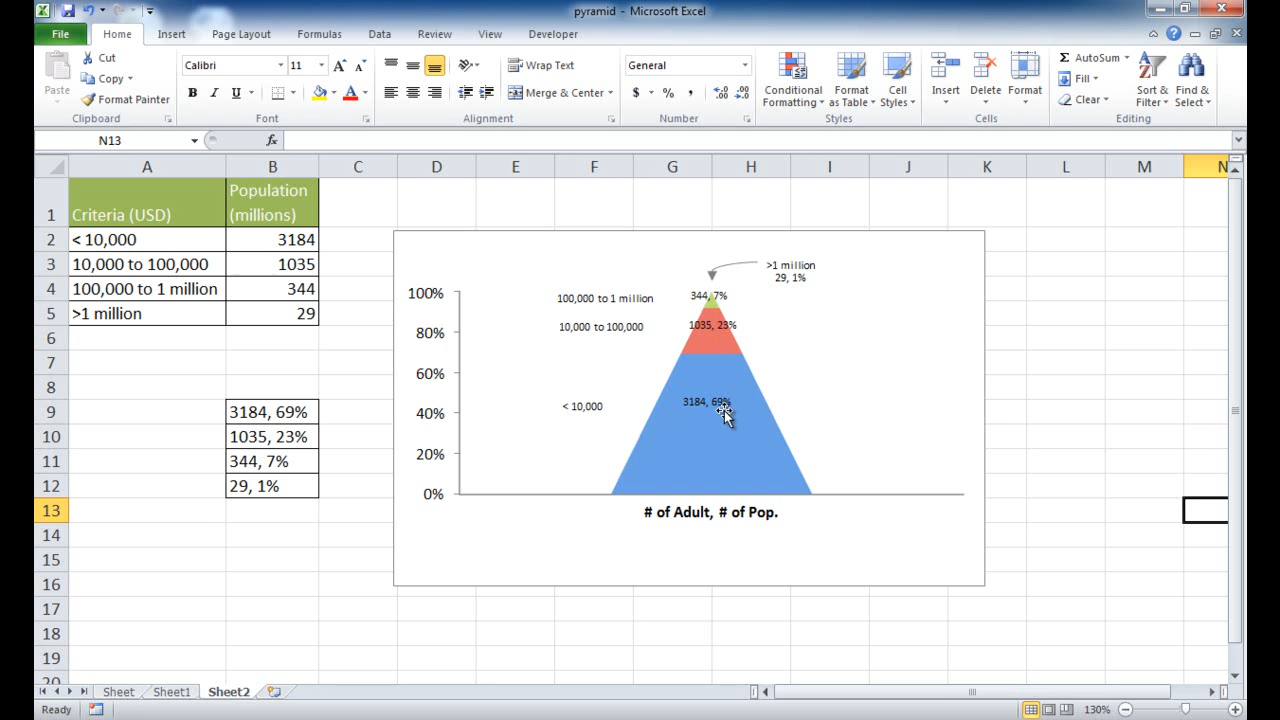 pyramid - Microsoft Excel
File Home Insert Page Layout Formulas Data Review View Developer
Paste
Cut
Copy
Format Painter
Clipboard
Calibri 11
B I U
Font
Wrap Text
Merge & Center
Alignment
General
$ % ,
Number
Conditional Formatting
Format as Table
Cell Styles
Styles
Insert Delete Format
Cells
AutoSum
Fill
Clear
Sort & Filter
Find & Select
Editing
N13 fx
A B C D E F G H I J K L M N
1 Criteria (USD) Population (millions)
2 < 10,000 3184
3 10,000 to 100,000 1035
4 100,000 to 1 million 344
5 >1 million 29
6
7
8
9 3184, 69%
10 1035, 23%
11 344, 7%
12 29, 1%
13
14
15
16
17
18
19
20
>1 million
29, 1%
100% 100,000 to 1 million 344, 7%
80% 10,000 to 100,000 1035, 23%
60%
40% < 10,000 3184, 69%
20%
0%
# of Adult, # of Pop.
Sheet Sheet1 Sheet2
Ready 130%